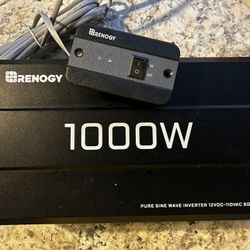 RENOGY
RENOGY
1000W
PURE SINE WAVE INVERTER 12VDC-110VAC